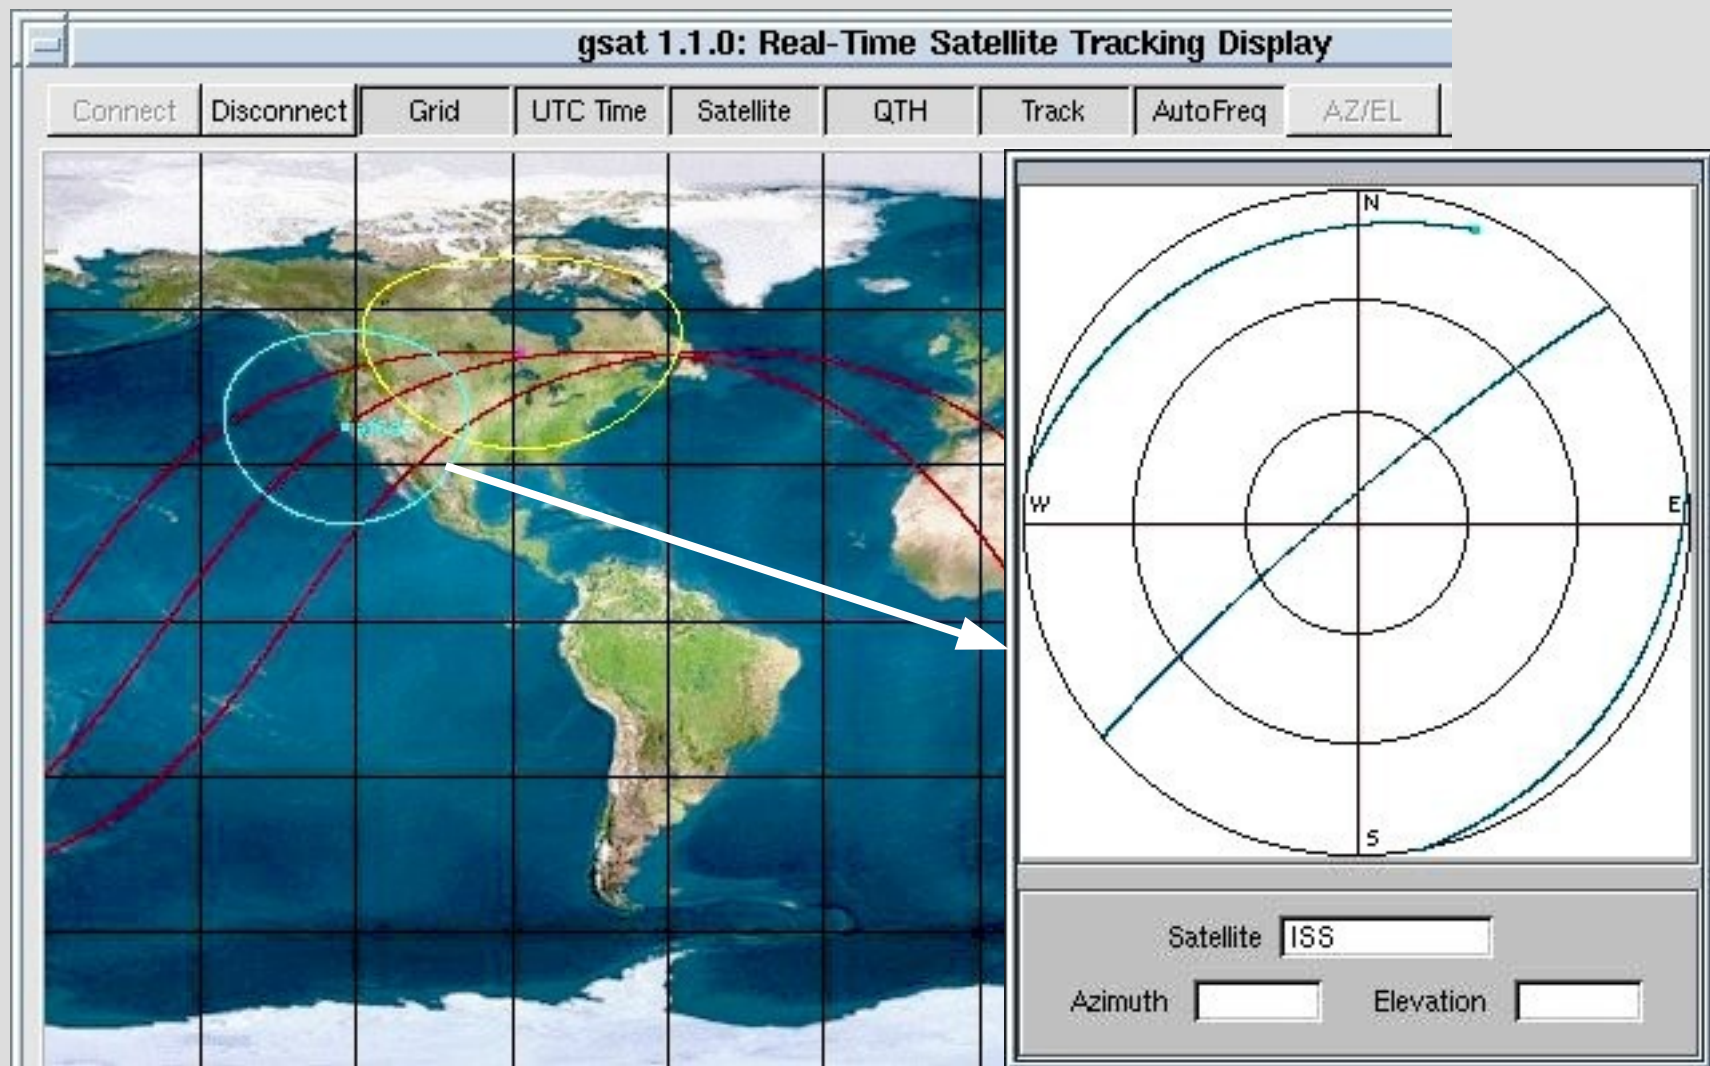 gsat 1.1.0: Real-Time Satellite Tracking Display
Connect Disconnect Grid UTC Time Satellite QTH Track AutoFreq AZ/EL
N
W E
S
Satellite ISS
Azimuth Elevation